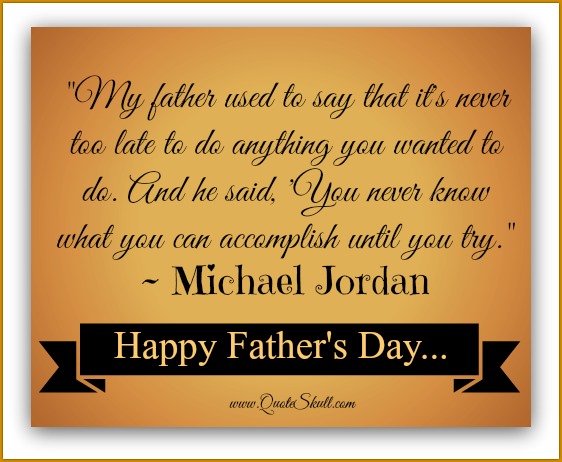 "My father used to say that it's never
too late to do anything you wanted to
do. And he said, 'You never know
what you can accomplish until you try."
~ Michael Jordan
Happy Father's Day...
www.QuoteSkull.com